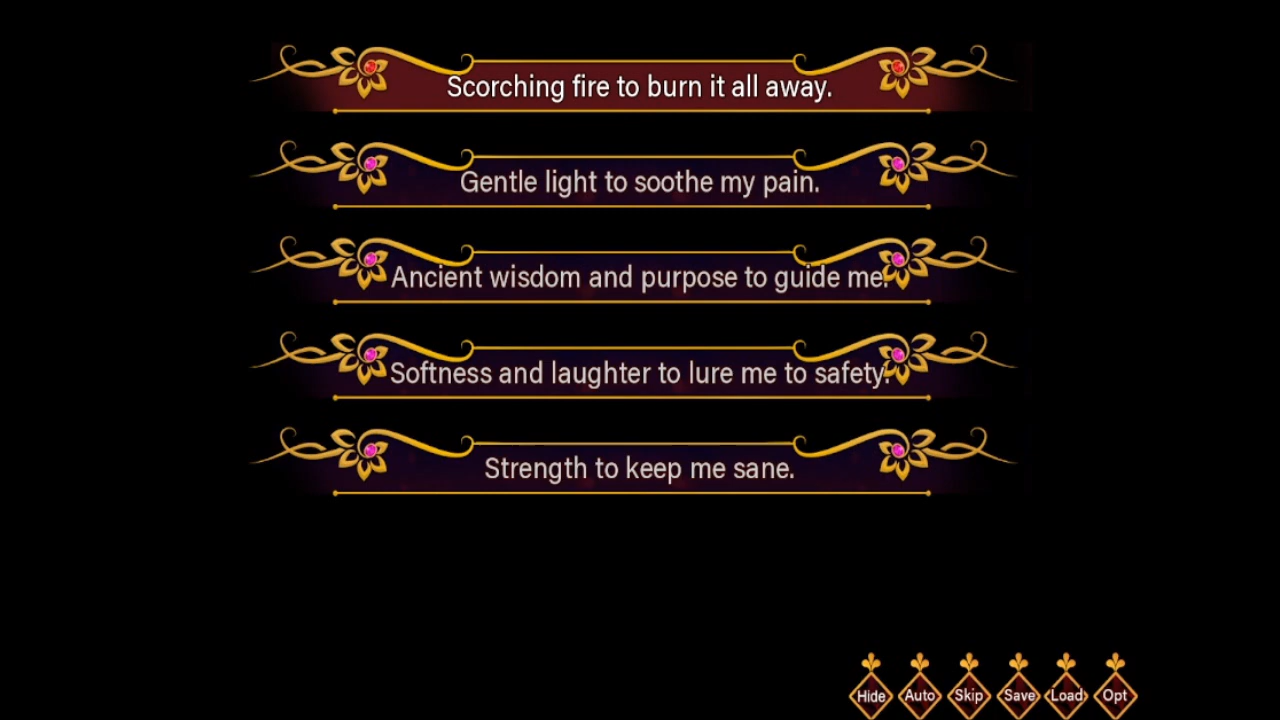 Scorching fire to burn it all away.
Gentle light to soothe my pain.
Ancient wisdom and purpose to guide me.
Softness and laughter to lure me to safety.
Strength to keep me sane.
Hide Auto Skip Save Load Opt